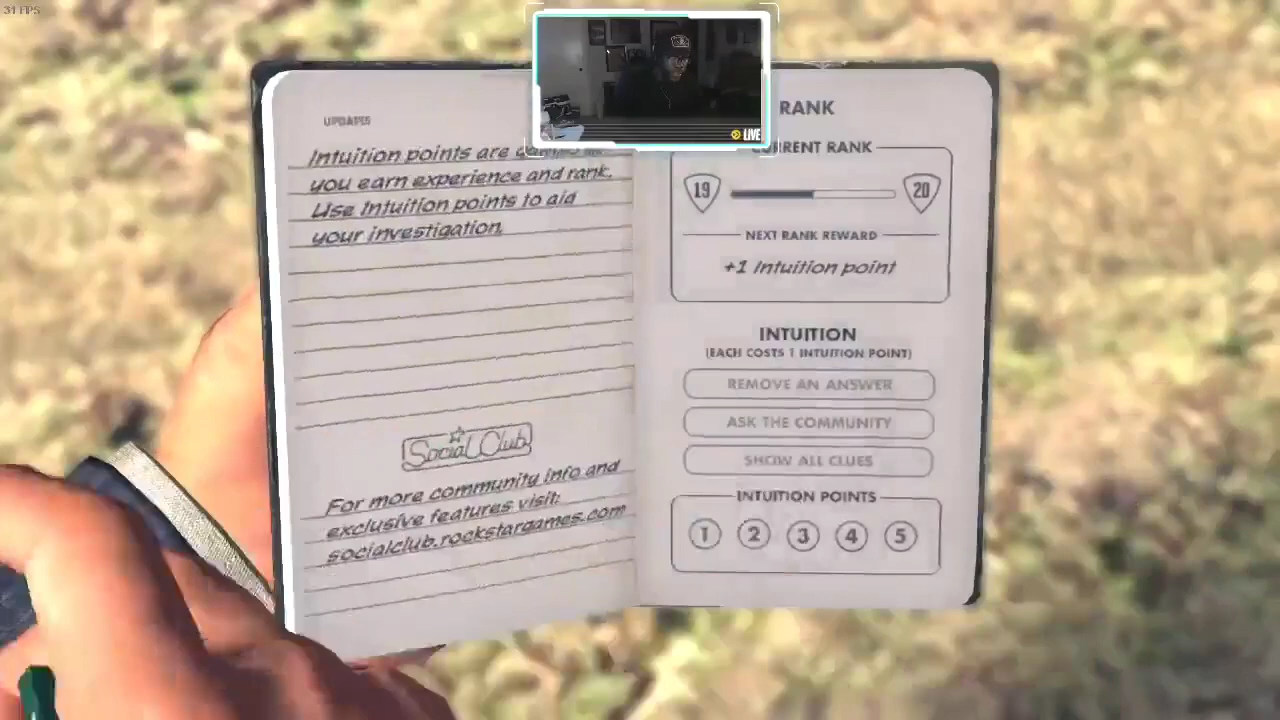 31 FPS
LIVE
UPDATES
Intuition points are
you earn experience and rank.
Use Intuition points to aid
your investigation.
Social Club
For more community info and
exclusive features visit:
socialclub.rockstargames.com
RANK
CURRENT RANK
19 20
NEXT RANK REWARD
+1 Intuition point
INTUITION
(EACH COSTS 1 INTUITION POINT)
REMOVE AN ANSWER
ASK THE COMMUNITY
SHOW ALL CLUES
INTUITION POINTS
1 2 3 4 5